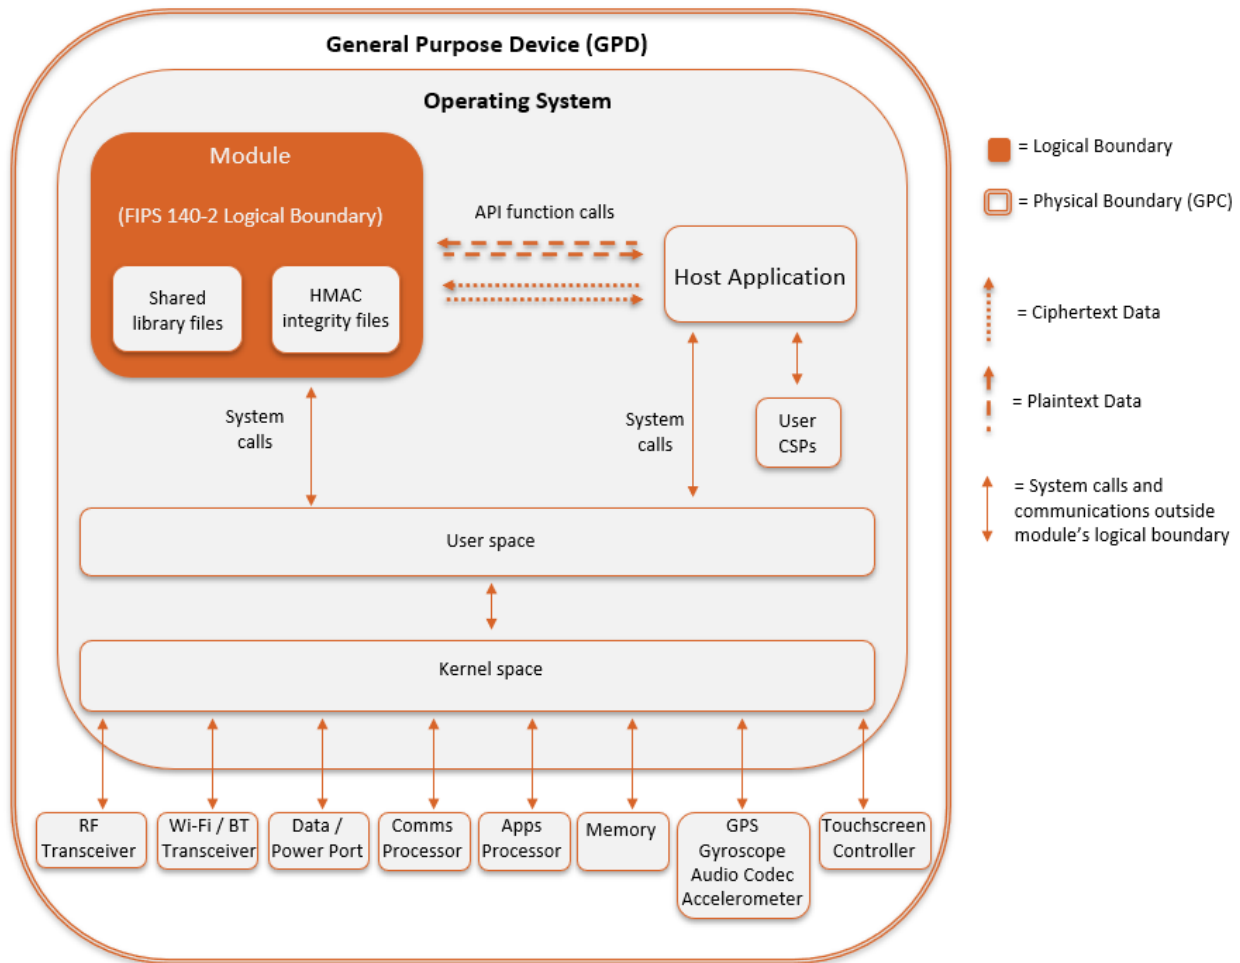 General Purpose Device (GPD)
Operating System
Module
(FIPS 140-2 Logical Boundary)
Shared
library files
HMAC
integrity files
API function calls
Host Application
System
calls
System
calls
User
CSPs
User space
Kernel space
RF
Transceiver
Wi-Fi / BT
Transceiver
Data /
Power Port
Comms
Processor
Apps
Processor
Memory
GPS
Gyroscope
Audio Codec
Accelerometer
Touchscreen
Controller
= Logical Boundary
= Physical Boundary (GPC)
= Ciphertext Data
= Plaintext Data
= System calls and
communications outside
module’s logical boundary